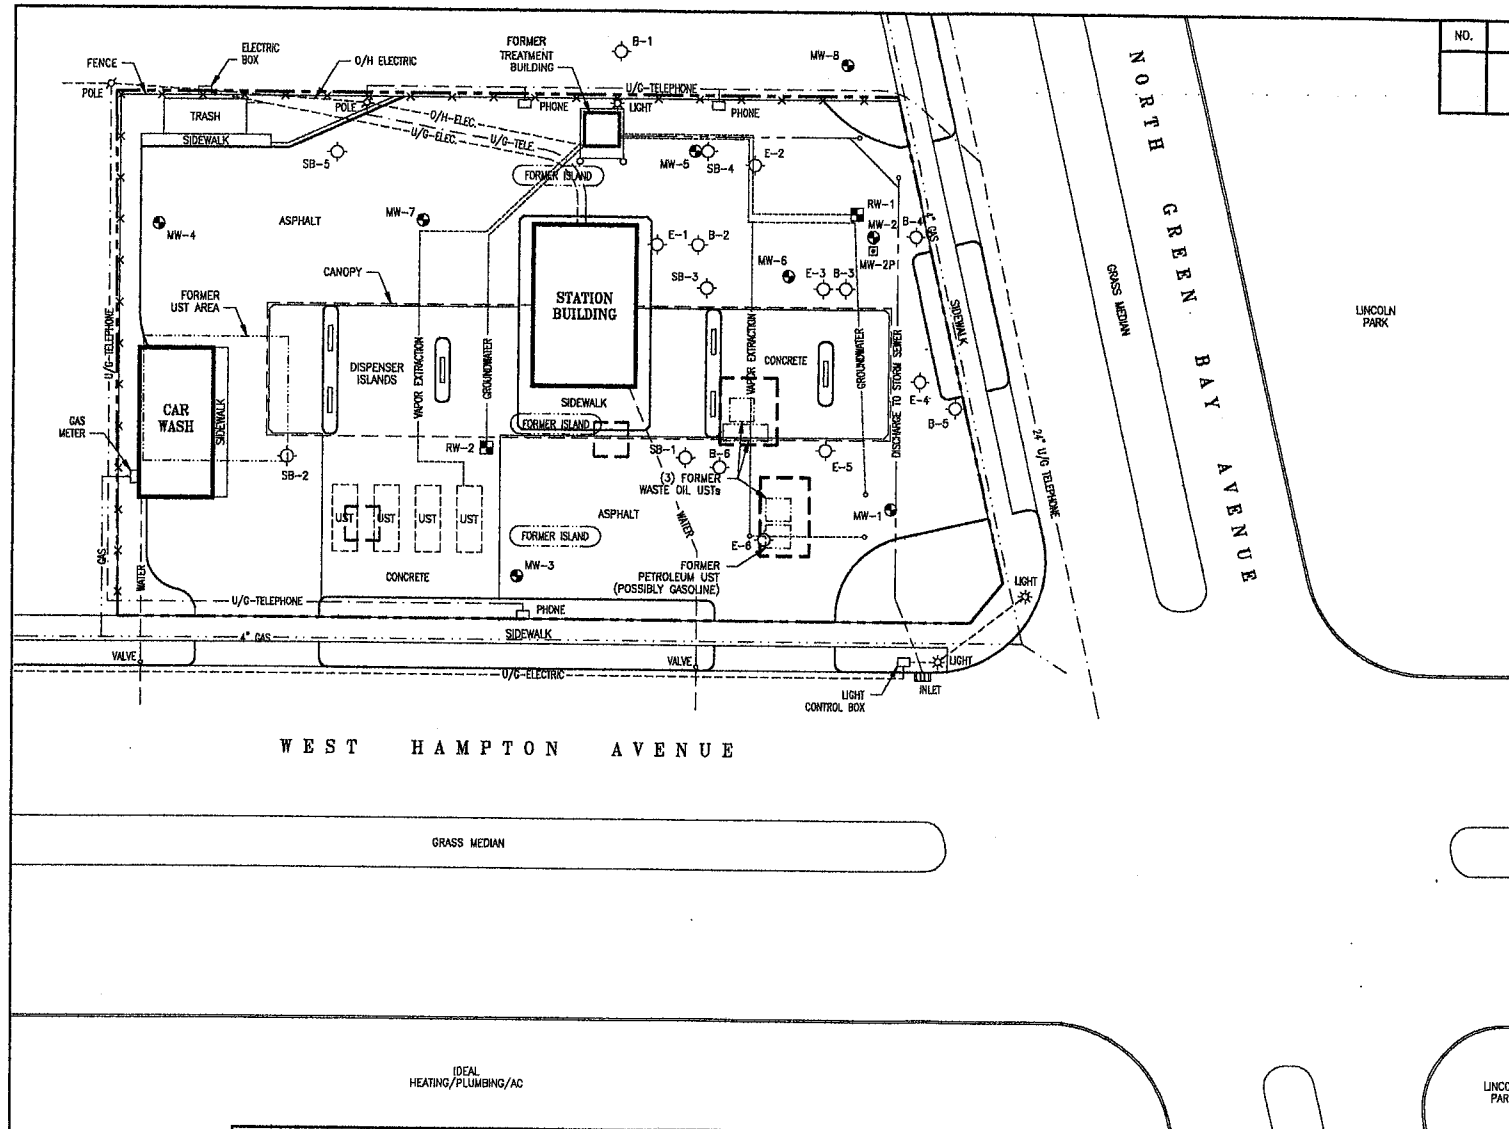 NO.
B-1
FORMER
TREATMENT
BUILDING
MW-8
ELECTRIC
BOX
O/H ELECTRIC
FENCE
POLE
U/G-TELEPHONE
POLE
PHONE
LIGHT
PHONE
TRASH
O/H-ELEC.
U/G-ELEC.
U/G-TELE.
SIDEWALK
SB-5
MW-5
SB-4
E-2
FORMER ISLAND
RW-1
MW-2
B-4
4" GAS
MW-2P
ASPHALT
MW-7
MW-4
E-1
B-2
MW-6
E-3
B-3
SB-3
CANOPY
FORMER
UST AREA
STATION
BUILDING
SIDEWALK
GRASS MEDIAN
LINCOLN
PARK
NORTH GREEN BAY AVENUE
U/G-TELEPHONE
DISPENSER
ISLANDS
VAPOR EXTRACTION
GROUNDWATER
VAPOR EXTRACTION
CONCRETE
GROUNDWATER
DISCHARGE TO STORM SEWER
E-4
B-5
CAR
WASH
SIDEWALK
SIDEWALK
GAS
METER
FORMER ISLAND
RW-2
SB-2
SB-1
B-6
E-5
24" U/G TELEPHONE
(3) FORMER
WASTE OIL USTs
UST
UST
UST
UST
ASPHALT
WATER
MW-1
FORMER ISLAND
E-6
FORMER
PETROLEUM UST
(POSSIBLY GASOLINE)
MW-3
CONCRETE
GAS
WATER
LIGHT
U/G-TELEPHONE
PHONE
4" GAS
SIDEWALK
VALVE
VALVE
LIGHT
U/G-ELECTRIC
LIGHT
CONTROL BOX
INLET
WEST HAMPTON AVENUE
GRASS MEDIAN
IDEAL
HEATING/PLUMBING/AC
LINCO
PAR